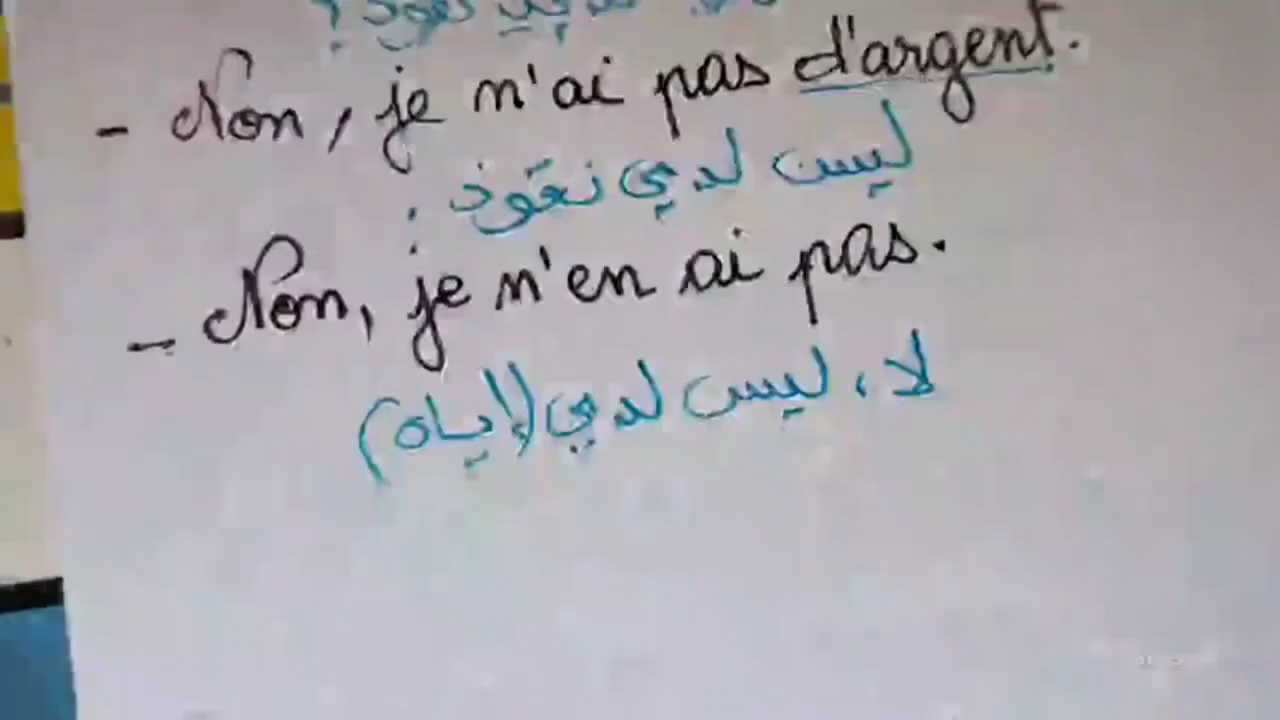 - Non, je n'ai pas d'argent.
ليس لدي نقود.
- Non, je n'en ai pas.
لا، ليس لدي (إياه)